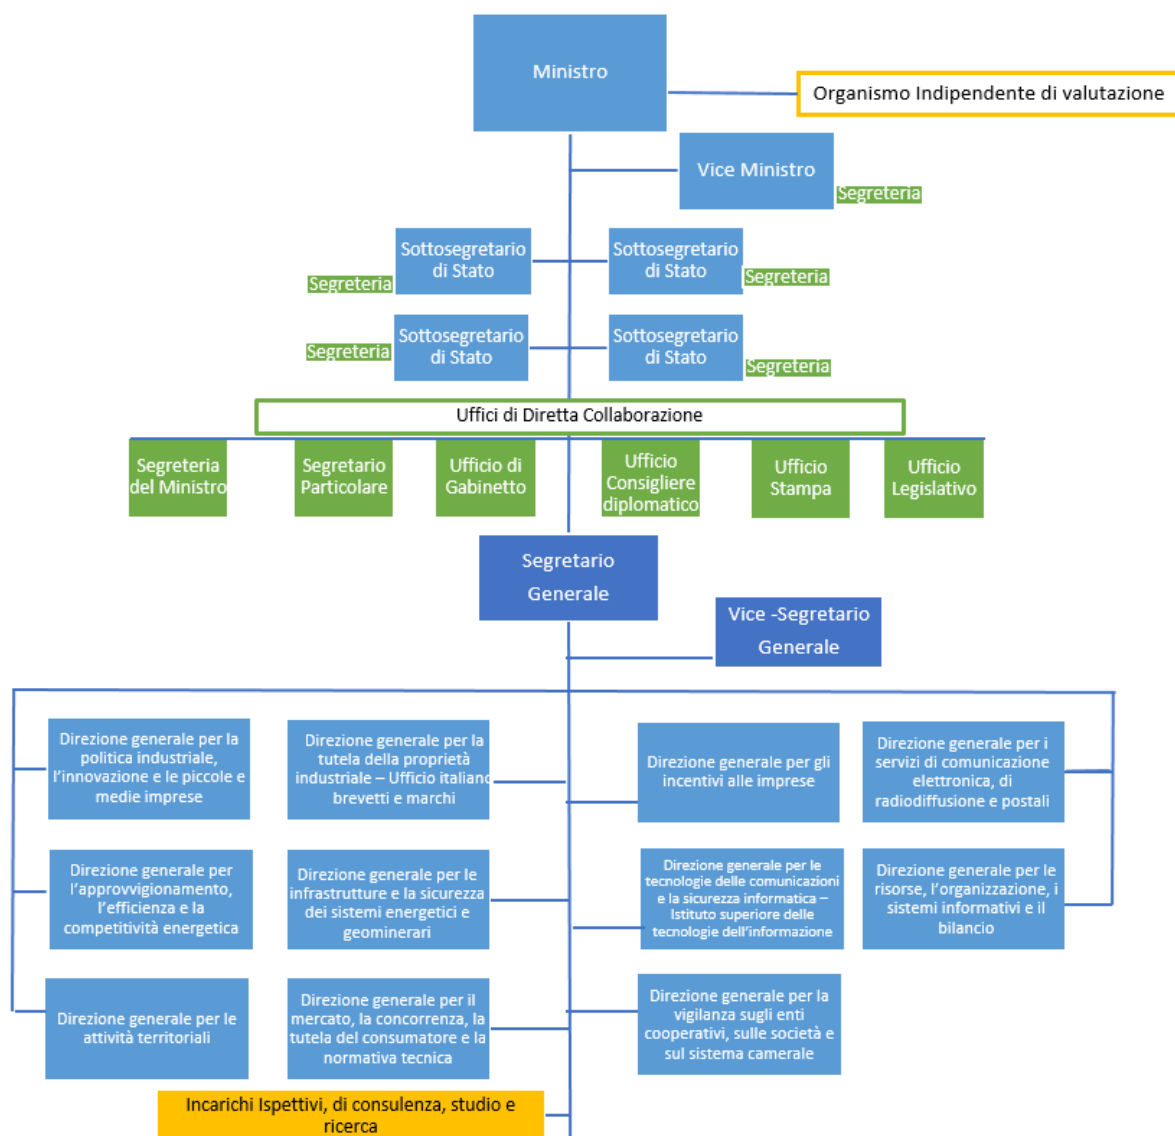 Ministro
Organismo Indipendente di valutazione
Vice Ministro
Segreteria
Sottosegretario
di Stato
Segreteria
Sottosegretario
di Stato
Segreteria
Sottosegretario
di Stato
Segreteria
Sottosegretario
di Stato
Segreteria
Uffici di Diretta Collaborazione
Segreteria
del Ministro
Segretario
Particolare
Ufficio di
Gabinetto
Ufficio
Consigliere
diplomatico
Ufficio
Stampa
Ufficio
Legislativo
Segretario
Generale
Vice -Segretario
Generale
Direzione generale per la
politica industriale,
l'innovazione e le piccole e
medie imprese
Direzione generale per la
tutela della proprietà
industriale – Ufficio italiano
brevetti e marchi
Direzione generale per gli
incentivi alle imprese
Direzione generale per i
servizi di comunicazione
elettronica, di
radiodiffusione e postali
Direzione generale per
l'approvvigionamento,
l'efficienza e la
competitività energetica
Direzione generale per le
infrastrutture e la sicurezza
dei sistemi energetici e
geominerari
Direzione generale per le
tecnologie delle comunicazioni
e la sicurezza informatica –
Istituto superiore delle
tecnologie dell'informazione
Direzione generale per le
risorse, l'organizzazione, i
sistemi informativi e il
bilancio
Direzione generale per le
attività territoriali
Direzione generale per il
mercato, la concorrenza, la
tutela del consumatore e la
normativa tecnica
Direzione generale per la
vigilanza sugli enti
cooperativi, sulle società e
sul sistema camerale
Incarichi Ispettivi, di consulenza, studio e
ricerca